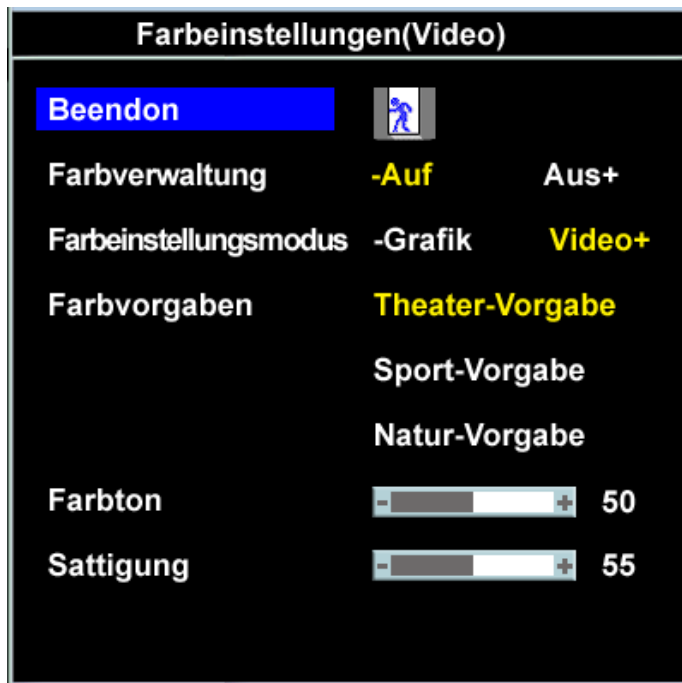 Farbeinstellungen(Video)
Beendon
Farbverwaltung -Auf Aus+
Farbeinstellungsmodus -Grafik Video+
Farbvorgaben Theater-Vorgabe
Sport-Vorgabe
Natur-Vorgabe
Farbton - + 50
Sattigung - + 55